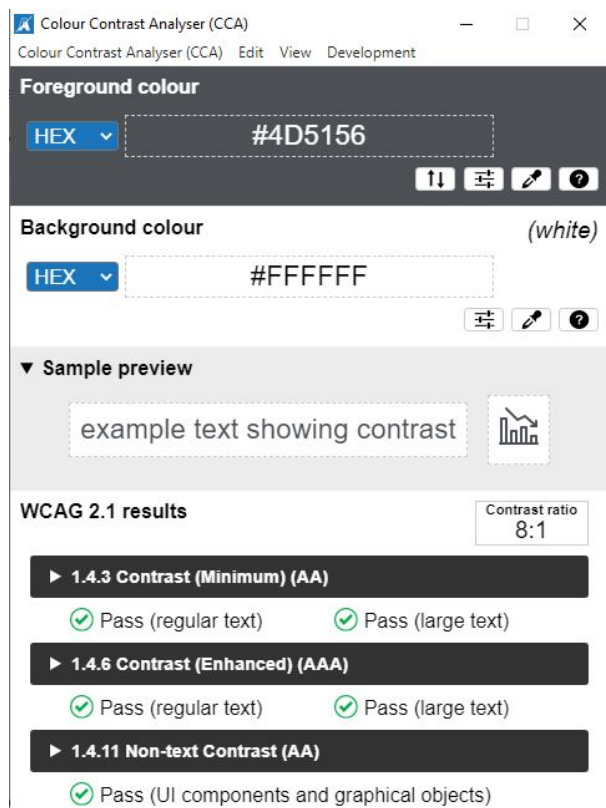 Colour Contrast Analyser (CCA)
Colour Contrast Analyser (CCA) Edit View Development
Foreground colour
HEX #4D5156
?
Background colour (white)
HEX #FFFFFF
?
Sample preview
example text showing contrast
WCAG 2.1 results
Contrast ratio
8:1
1.4.3 Contrast (Minimum) (AA)
Pass (regular text) Pass (large text)
1.4.6 Contrast (Enhanced) (AAA)
Pass (regular text) Pass (large text)
1.4.11 Non-text Contrast (AA)
Pass (UI components and graphical objects)